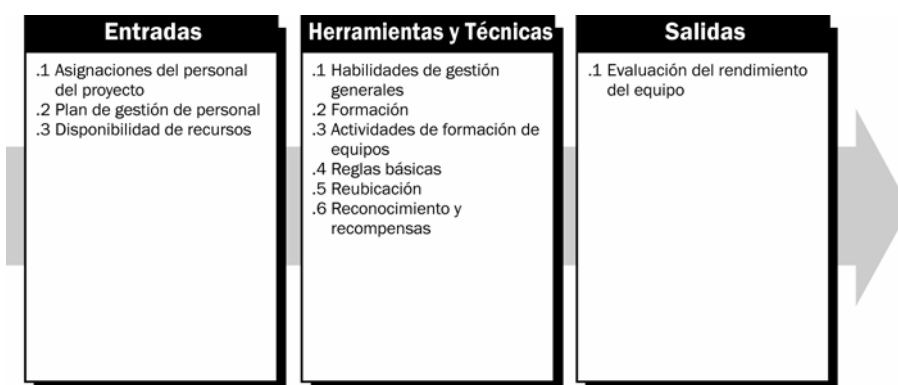 Entradas
.1 Asignaciones del personal
del proyecto
.2 Plan de gestión de personal
.3 Disponibilidad de recursos
Herramientas y Técnicas
.1 Habilidades de gestión
generales
.2 Formación
.3 Actividades de formación de
equipos
.4 Reglas básicas
.5 Reubicación
.6 Reconocimiento y
recompensas
Salidas
.1 Evaluación del rendimiento
del equipo